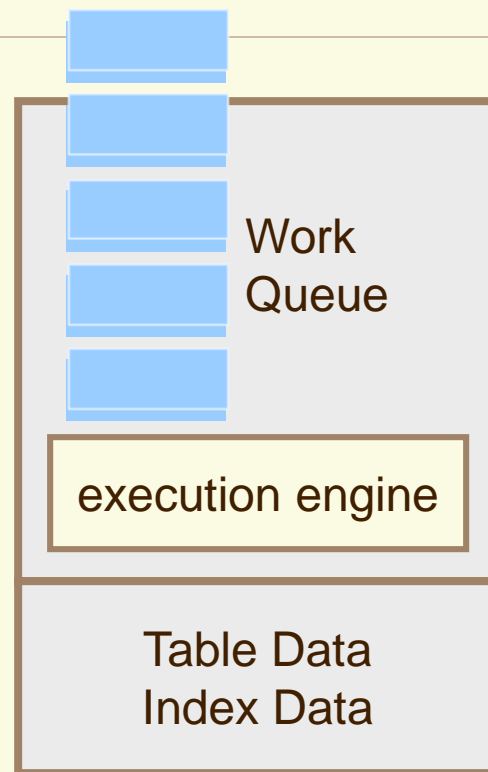 Work
Queue
execution engine
Table Data
Index Data